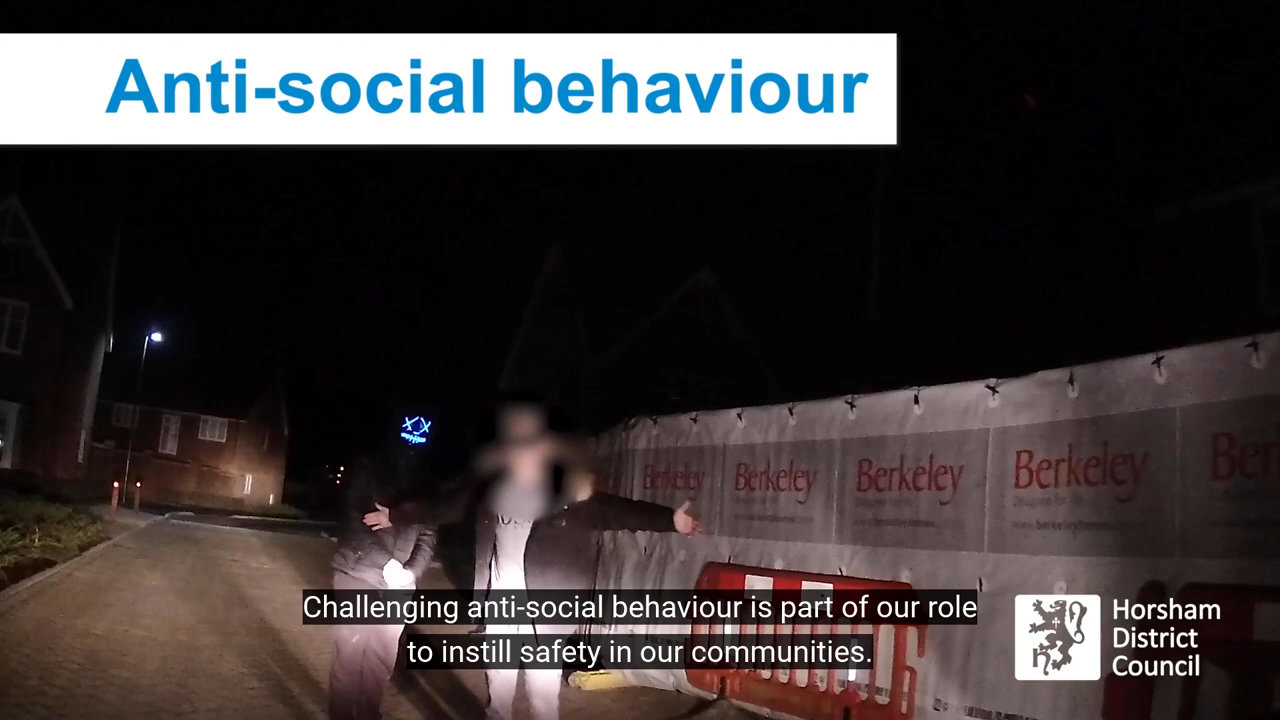 Anti-social behaviour
Berkeley
Berkeley
Berkeley
Berkeley
Challenging anti-social behaviour is part of our role
to instill safety in our communities.
Horsham
District
Council